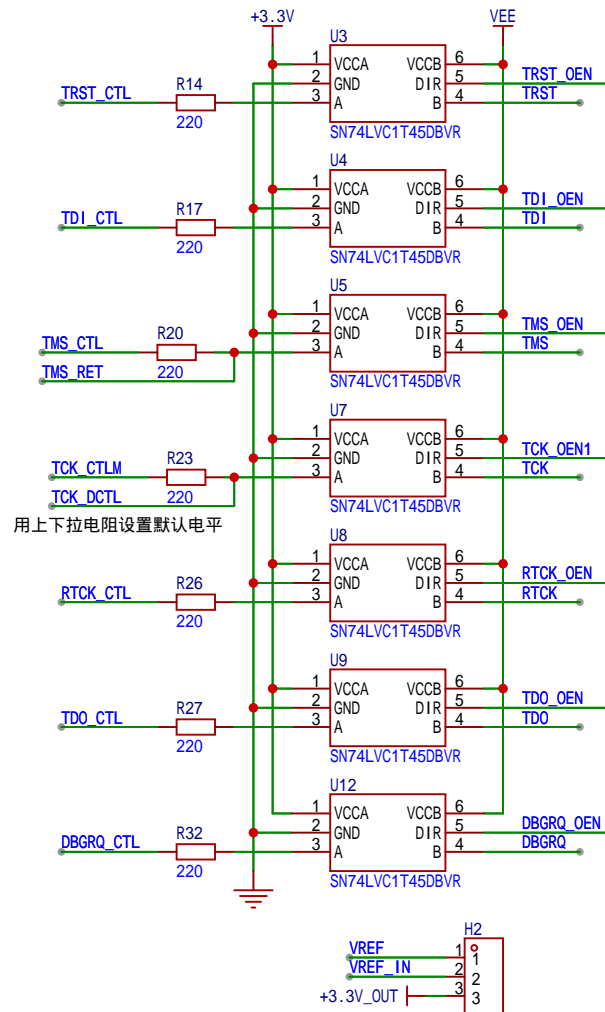 +3.3V VEE
U3
1 VCCA VCCB 6
2 GND DIR 5 TRST_OEN
TRST_CTL R14 3 A B 4 TRST
220 SN74LVC1T45DBVR
U4
1 VCCA VCCB 6
2 GND DIR 5 TDI_OEN
TDI_CTL R17 3 A B 4 TDI
220 SN74LVC1T45DBVR
U5
1 VCCA VCCB 6
2 GND DIR 5 TMS_OEN
TMS_CTL R20 3 A B 4 TMS
TMS_RET 220 SN74LVC1T45DBVR
U7
1 VCCA VCCB 6
2 GND DIR 5 TCK_OEN1
TCK_CTLM R23 3 A B 4 TCK
TCK_DCTL 220 SN74LVC1T45DBVR
用上下拉电阻设置默认电平
U8
1 VCCA VCCB 6
2 GND DIR 5 RTCK_OEN
RTCK_CTL R26 3 A B 4 RTCK
220 SN74LVC1T45DBVR
U9
1 VCCA VCCB 6
2 GND DIR 5 TDO_OEN
TDO_CTL R27 3 A B 4 TDO
220 SN74LVC1T45DBVR
U12
1 VCCA VCCB 6
2 GND DIR 5 DBGRQ_OEN
DBGRQ_CTL R32 3 A B 4 DBGRQ
220 SN74LVC1T45DBVR
H2
VREF 1 1
VREF_IN 2 2
+3.3V_OUT 3 3